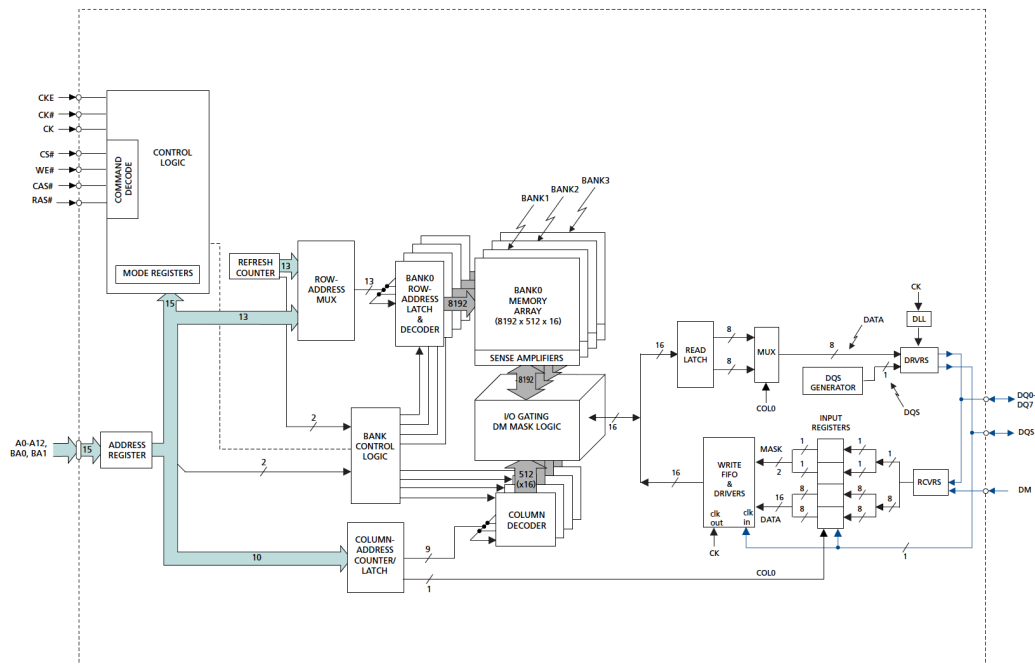 CKE
CK#
CK
CS#
WE#
CAS#
RAS#
CONTROL
LOGIC
COMMAND
DECODE
MODE REGISTERS
15
REFRESH
COUNTER
13
13
ROW-
ADDRESS
MUX
13
BANK0
ROW-
ADDRESS
LATCH
&
DECODER
8192
BANK1
BANK2
BANK3
BANK0
MEMORY
ARRAY
(8192 x 512 x 16)
SENSE AMPLIFIERS
8192
I/O GATING
DM MASK LOGIC
16
512
(x16)
COLUMN
DECODER
2
2
BANK
CONTROL
LOGIC
A0-A12,
BA0, BA1
15
ADDRESS
REGISTER
10
COLUMN-
ADDRESS
COUNTER/
LATCH
9
1
COL0
16
READ
LATCH
8
8
MUX
COL0
8
DATA
DQS
GENERATOR
1
DQS
CK
DLL
DRVRS
DQ0-
DQ7
DQS
DM
INPUT
REGISTERS
16
WRITE
FIFO
&
DRIVERS
clk
out
clk
in
CK
MASK
2
16
DATA
1
1
8
8
1
1
8
8
1
8
RCVRS
1